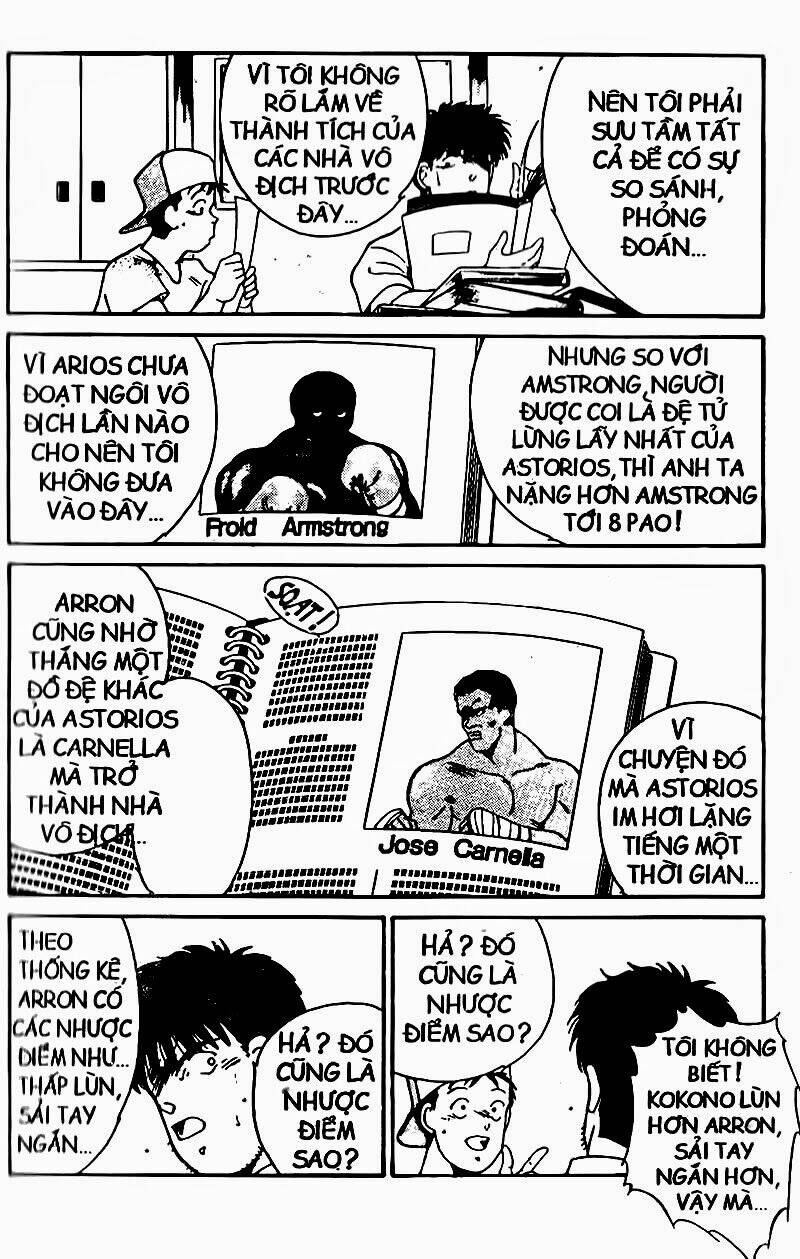 VÌ TÔI KHÔNG
RÕ LẮM VỀ
THÀNH TÍCH CỦA
CÁC NHÀ VÔ
ĐỊCH TRƯỚC
ĐÂY...
NÊN TÔI PHẢI
SƯU TẦM TẤT
CẢ ĐỂ CÓ SỰ
SO SÁNH,
PHỎNG
ĐOÁN...
VÌ ARIOS CHƯA
ĐOẠT NGÔI VÔ
ĐỊCH LẦN NÀO
CHO NÊN TÔI
KHÔNG ĐƯA
VÀO ĐÂY...
Froid Armstrong
NHƯNG SO VỚI
AMSTRONG, NGƯỜI
ĐƯỢC COI LÀ ĐỆ TỬ
LỪNG LẪY NHẤT CỦA
ASTORIOS, THÌ ANH TA
NẶNG HƠN AMSTRONG
TỚI 8 PAO!
SOẠT!
ARRON
CŨNG NHỜ
THẮNG MỘT
ĐỒ ĐỆ KHÁC
CỦA ASTORIOS
LÀ CARNELLA
MÀ TRỞ
THÀNH NHÀ
VÔ ĐỊCH...
Jose Carnella
VÌ
CHUYỆN ĐÓ
MÀ ASTORIOS
IM HƠI LẶNG
TIẾNG MỘT
THỜI GIAN...
THEO
THỐNG KÊ,
ARRON CÓ
CÁC NHƯỢC
ĐIỂM NHƯ...
THẤP LÙN,
SẢI TAY
NGẮN...
HẢ? ĐÓ
CŨNG LÀ
NHƯỢC
ĐIỂM
SAO?
HẢ? ĐÓ
CŨNG LÀ
NHƯỢC
ĐIỂM SAO?
TÔI KHÔNG
BIẾT!
KOKONO LÙN
HƠN ARRON,
SẢI TAY
NGẮN HƠN,
VẬY MÀ...